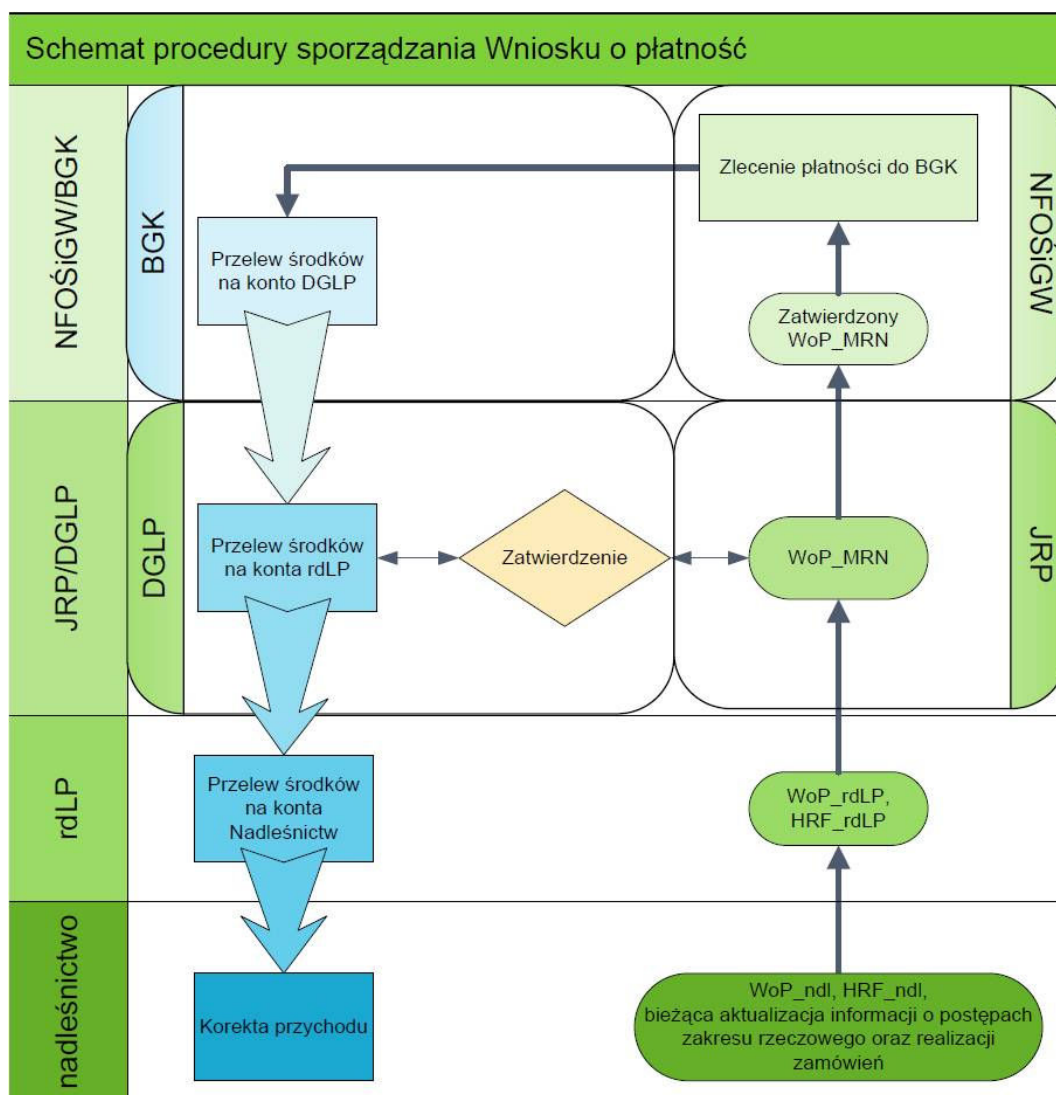 Schemat procedury sporządzania Wniosku o płatność
NFOŚiGW/BGK
BGK
Zlecenie płatności do BGK
NFOŚiGW
Przelew środków
na konto DGLP
Zatwierdzony
WoP_MRN
JRP/DGLP
DGLP
Przelew środków
na konta rdLP
Zatwierdzenie
WoP_MRN
JRP
rdLP
Przelew środków
na konta
Nadleśnictw
WoP_rdLP,
HRF_rdLP
nadleśnictwo
Korekta przychodu
WoP_ndl, HRF_ndl,
bieżąca aktualizacja informacji o postępach
zakresu rzeczowego oraz realizacji
zamówień